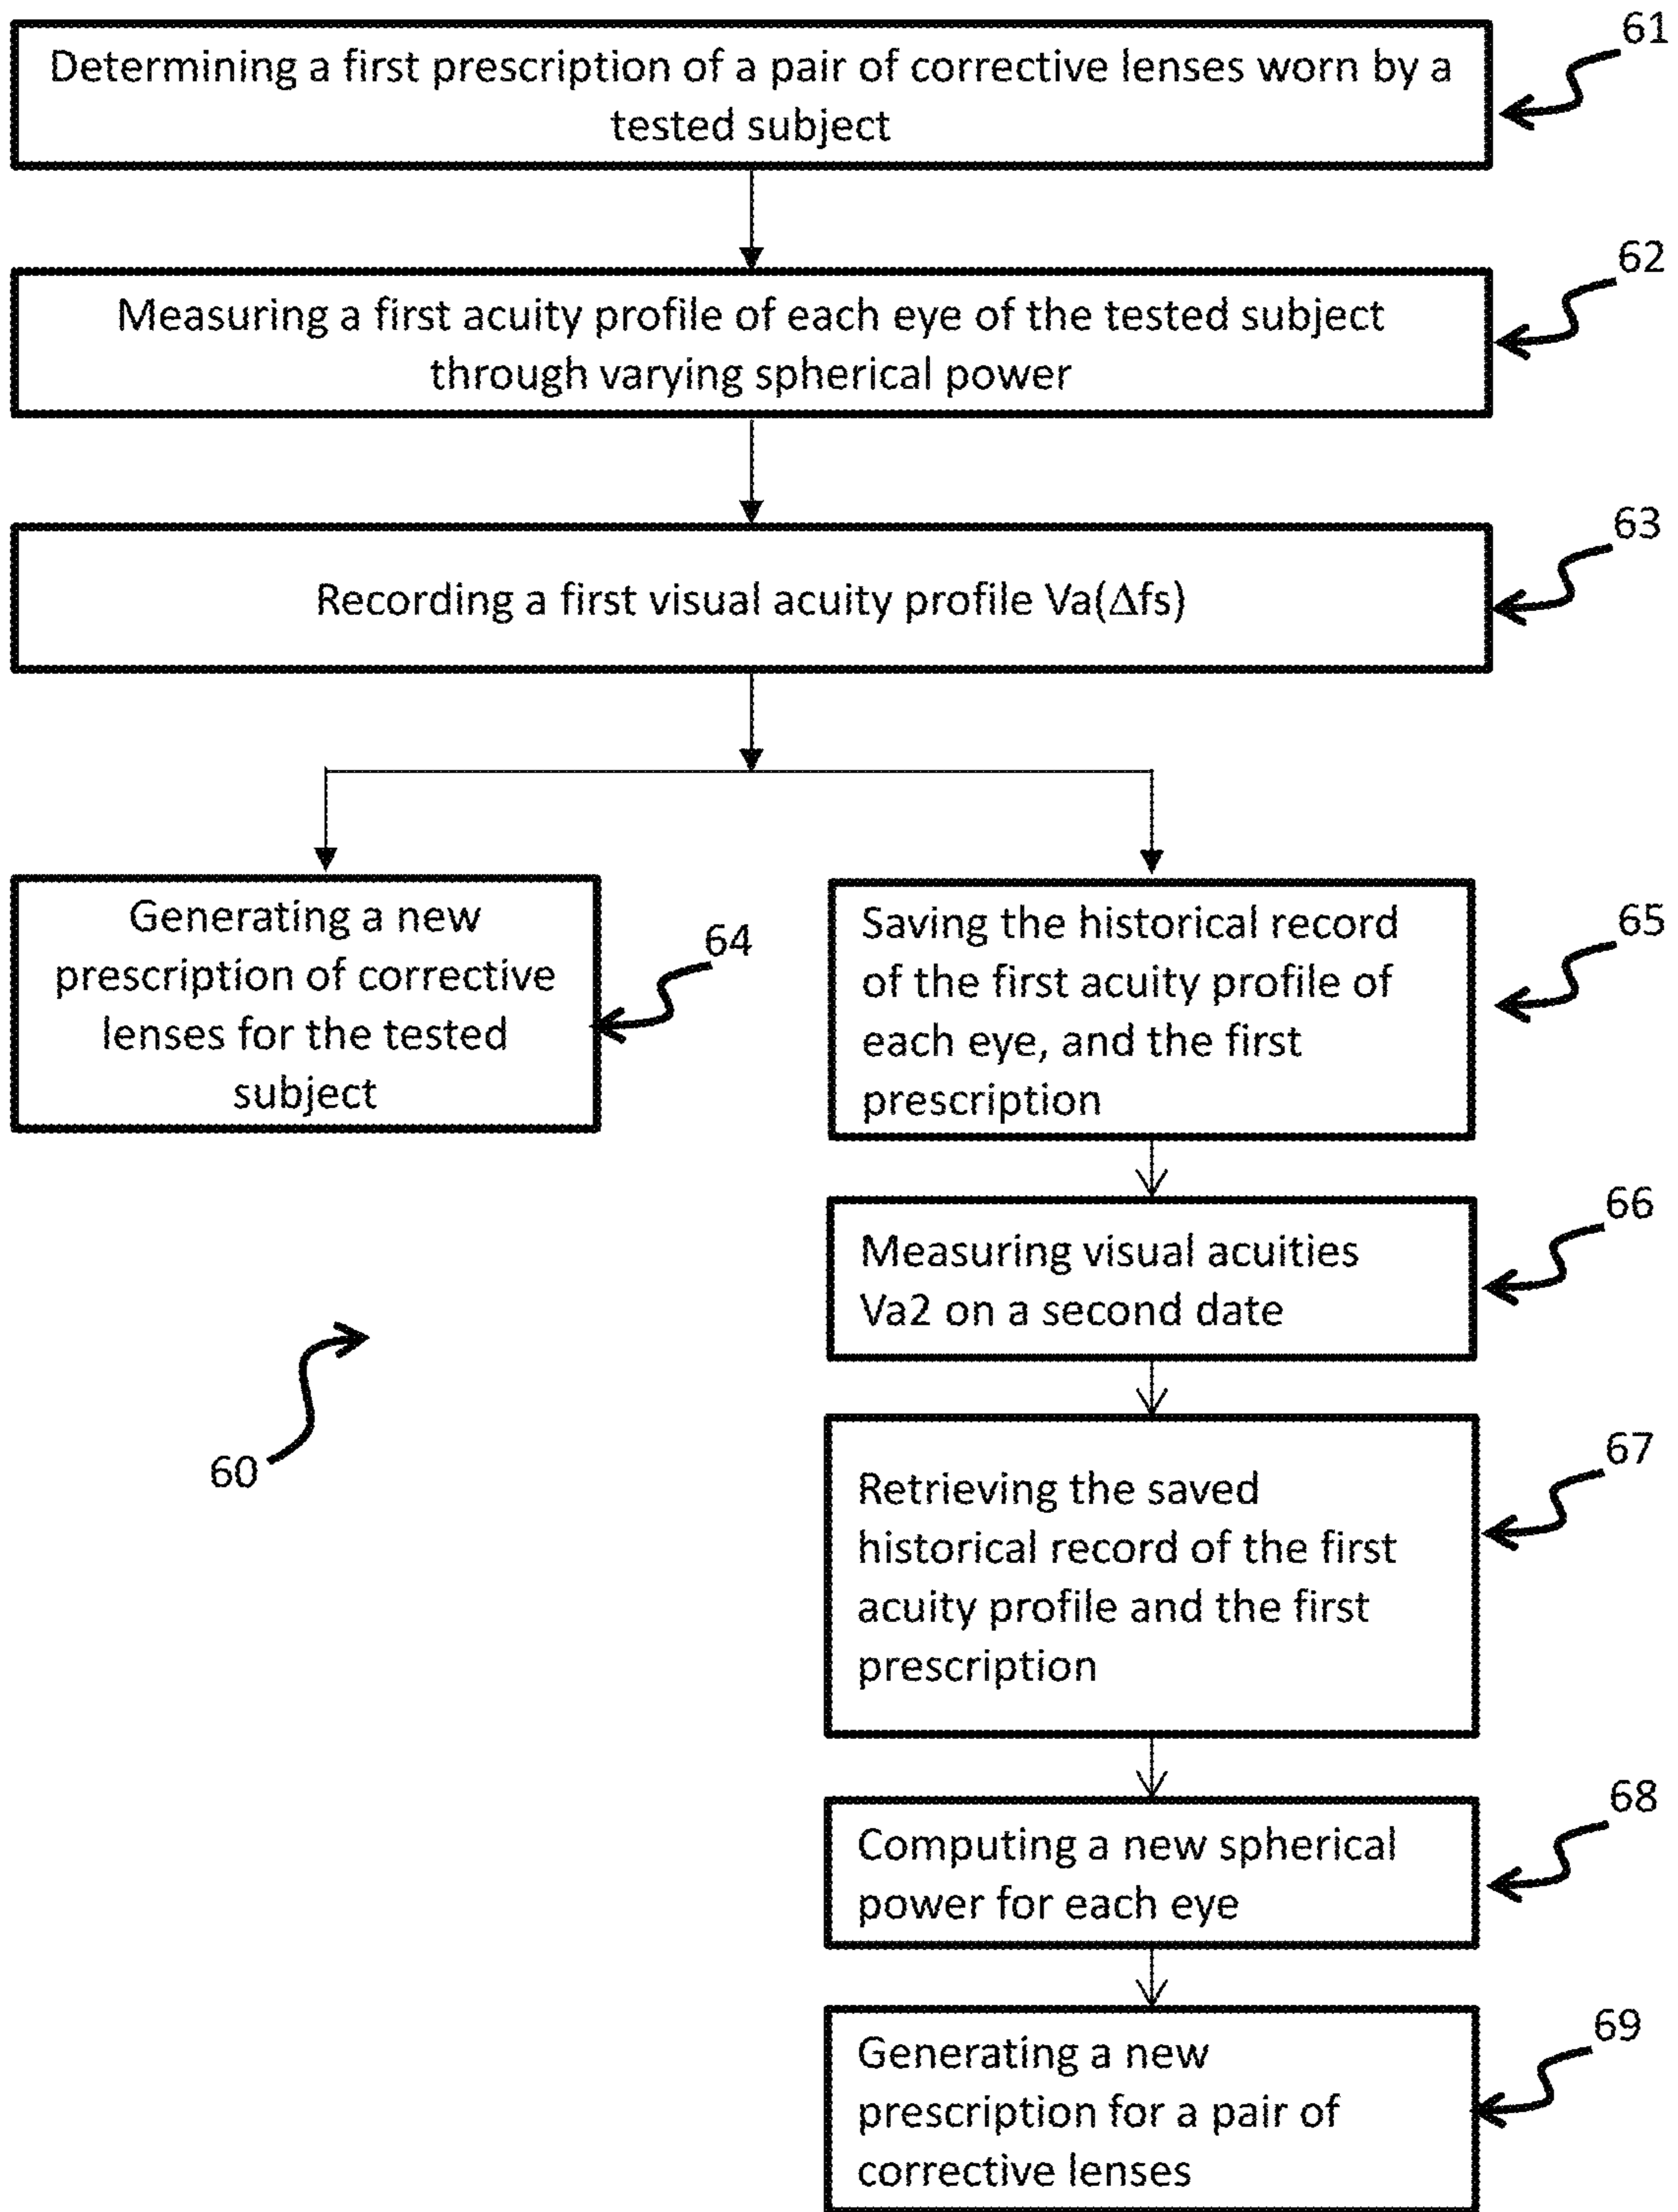 61
Determining a first prescription of a pair of corrective lenses worn by a
tested subject
62
Measuring a first acuity profile of each eye of the tested subject
through varying spherical power
63
Recording a first visual acuity profile Va(Δfs)
Generating a new
prescription of corrective
lenses for the tested
subject
64
Saving the historical record
of the first acuity profile of
each eye, and the first
prescription
65
Measuring visual acuities
Va2 on a second date
66
60
Retrieving the saved
historical record of the first
acuity profile and the first
prescription
67
Computing a new spherical
power for each eye
68
Generating a new
prescription for a pair of
corrective lenses
69